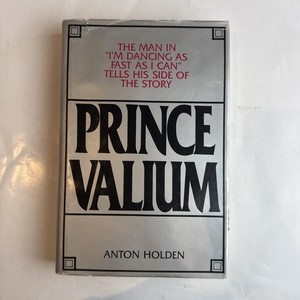 THE MAN IN
"I'M DANCING AS
FAST AS I CAN"
TELLS HIS SIDE OF
THE STORY
PRINCE
VALIUM
ANTON HOLDEN